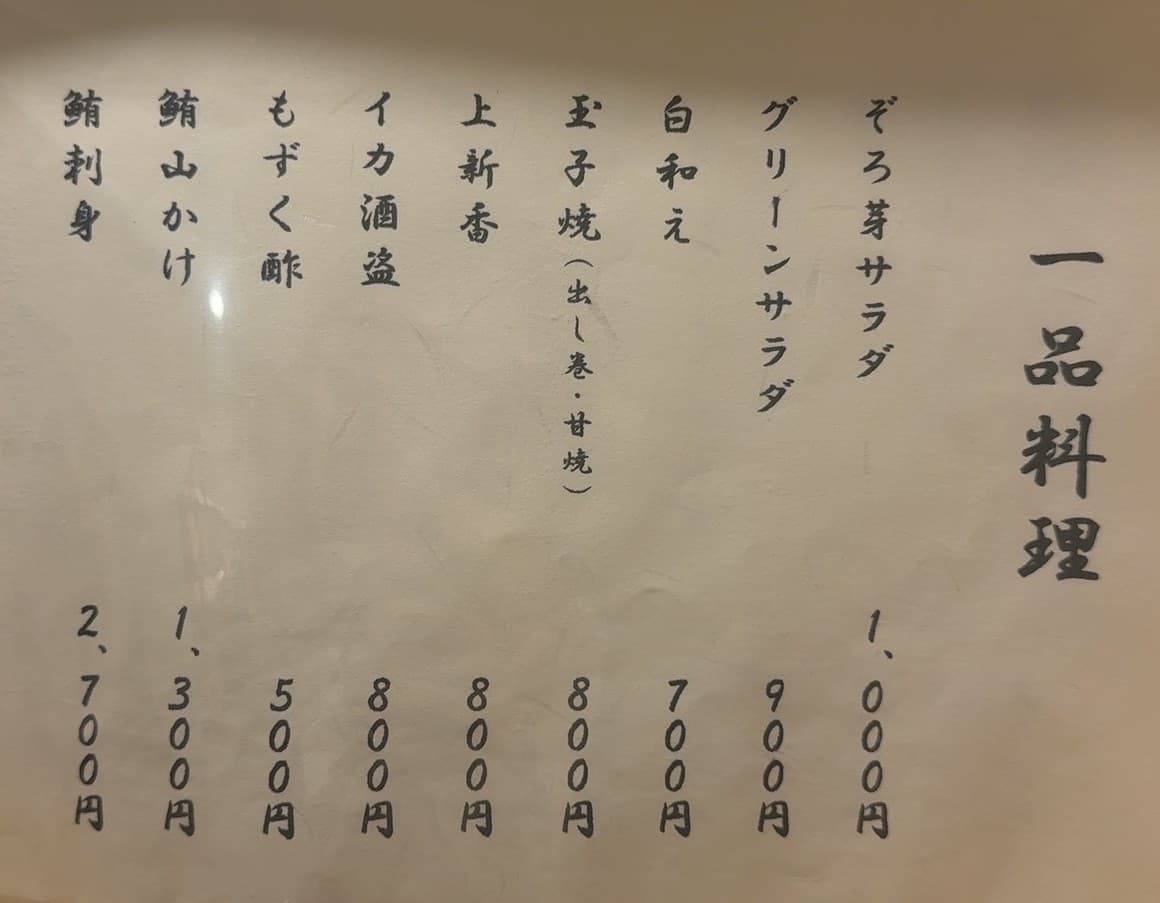 一品料理
ぞろ芽サラダ 1、000円
グリーンサラダ 900円
白和え 700円
玉子焼（出し巻・甘焼） 800円
上新香 800円
イカ酒盗 800円
もずく酢 500円
鮪山かけ 1、300円
鮪刺身 2、700円